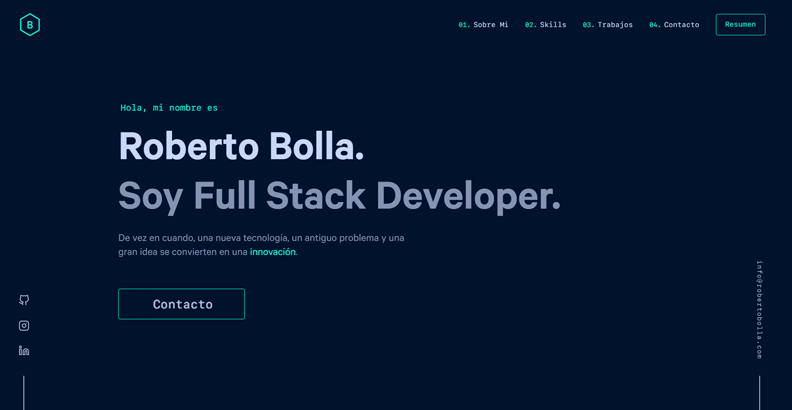 B
01. Sobre Mi
02. Skills
03. Trabajos
04. Contacto
Resumen
Hola, mi nombre es
Roberto Bolla.
Soy Full Stack Developer.
De vez en cuando, una nueva tecnología, un antiguo problema y una
gran idea se convierten en una innovación.
Contacto
info@robertobolla.com